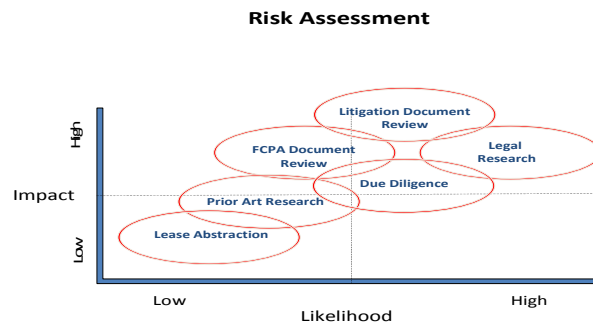 Risk Assessment
Litigation Document
Review
High
FCPA Document
Review
Legal
Research
Due Diligence
Impact
Prior Art Research
Lease Abstraction
Low
Low
High
Likelihood